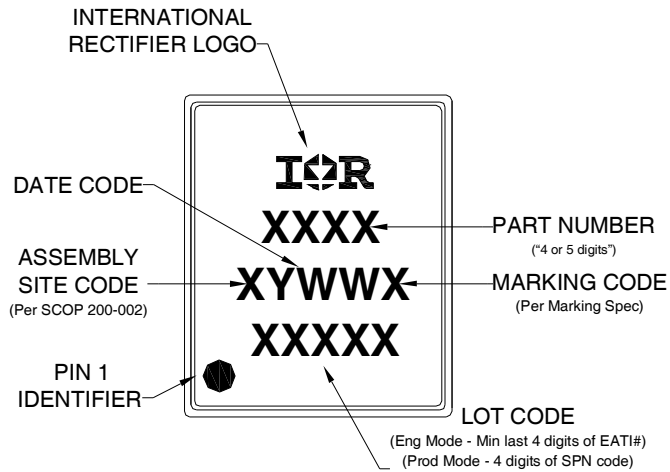 INTERNATIONAL
RECTIFIER LOGO
IOR
DATE CODE
XXXX
PART NUMBER
(“4 or 5 digits”)
ASSEMBLY
SITE CODE
(Per SCOP 200-002)
XYWWX
MARKING CODE
(Per Marking Spec)
XXXXX
PIN 1
IDENTIFIER
LOT CODE
(Eng Mode - Min last 4 digits of EATI#)
(Prod Mode - 4 digits of SPN code)